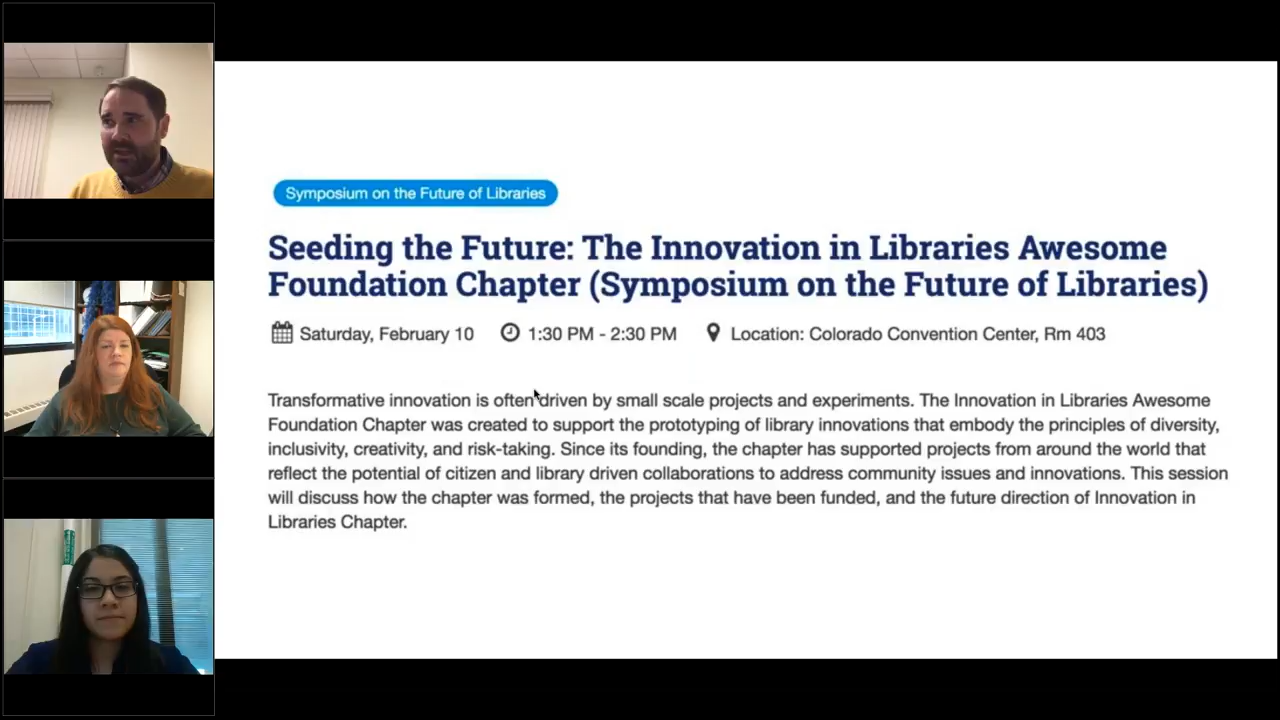 Symposium on the Future of Libraries
Seeding the Future: The Innovation in Libraries Awesome
Foundation Chapter (Symposium on the Future of Libraries)
Saturday, February 10 1:30 PM - 2:30 PM Location: Colorado Convention Center, Rm 403
Transformative innovation is often driven by small scale projects and experiments. The Innovation in Libraries Awesome
Foundation Chapter was created to support the prototyping of library innovations that embody the principles of diversity,
inclusivity, creativity, and risk-taking. Since its founding, the chapter has supported projects from around the world that
reflect the potential of citizen and library driven collaborations to address community issues and innovations. This session
will discuss how the chapter was formed, the projects that have been funded, and the future direction of Innovation in
Libraries Chapter.